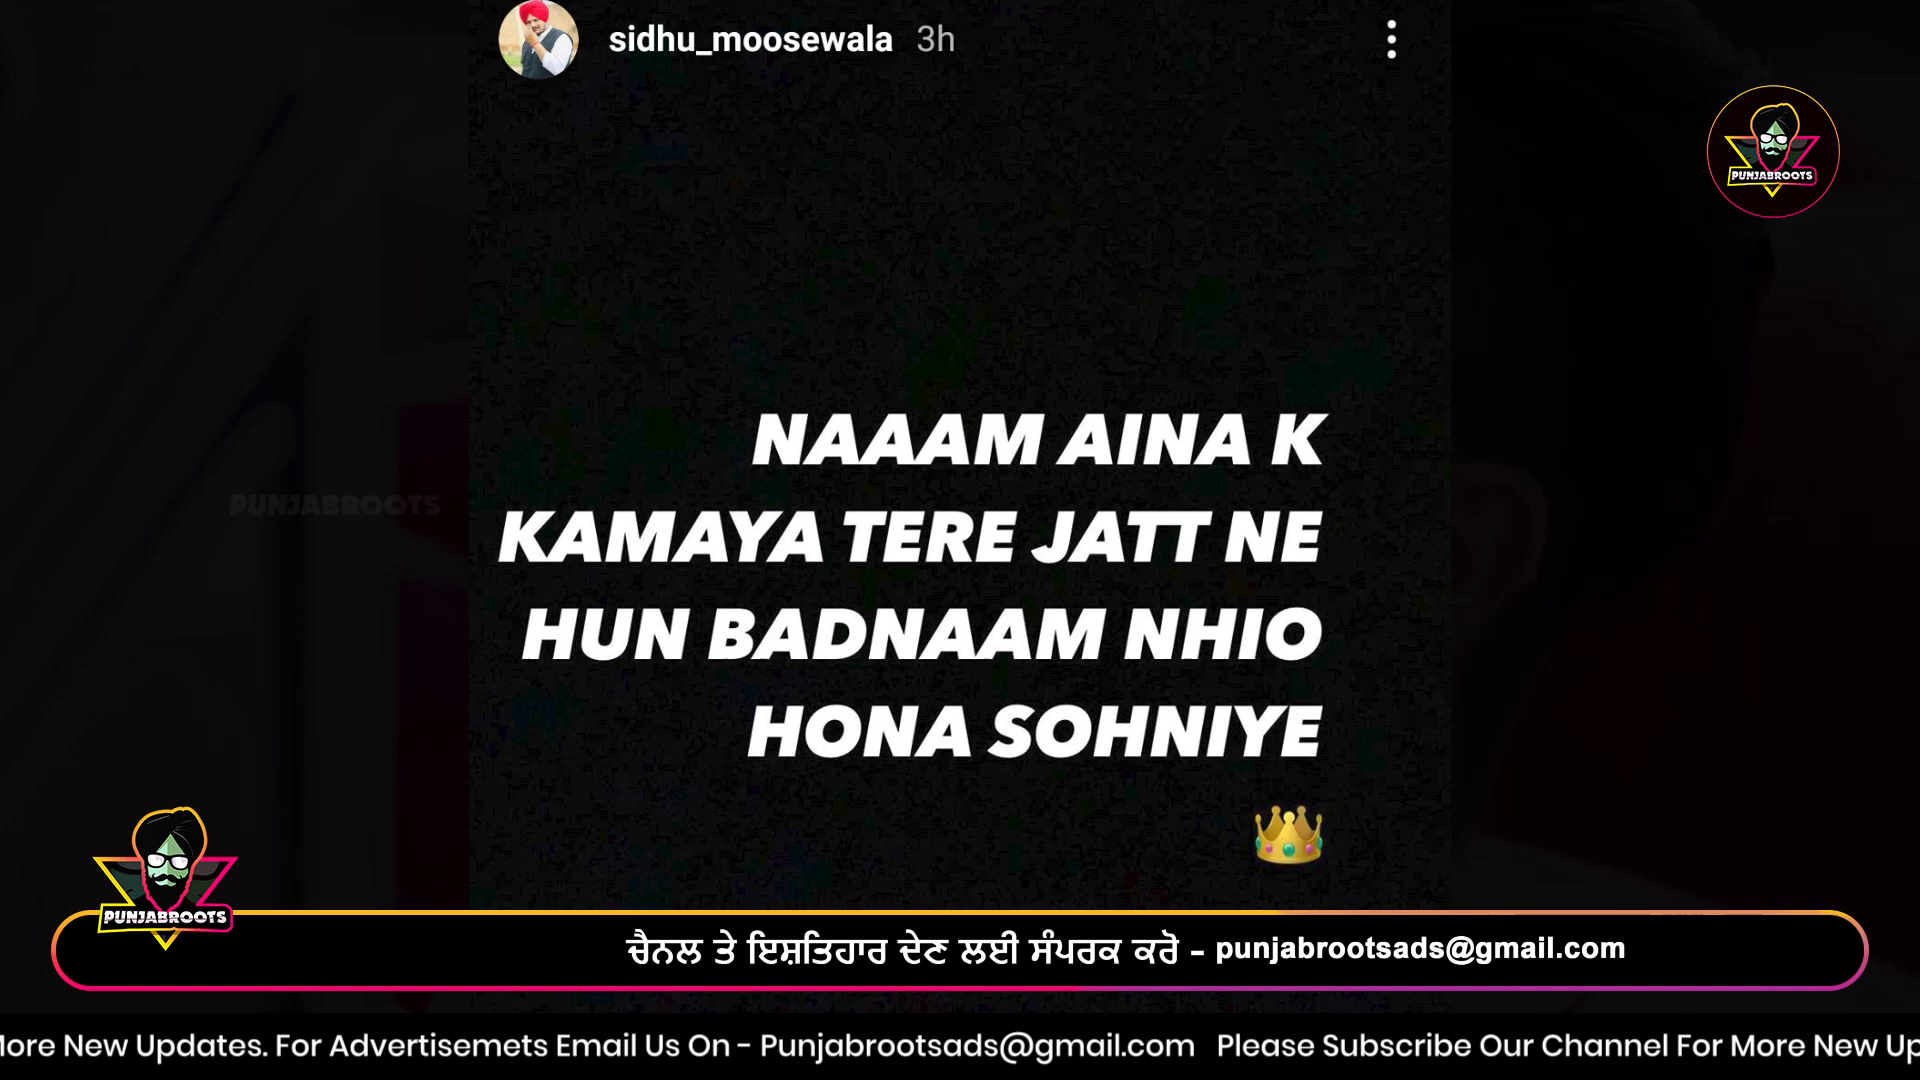 sidhu_moosewala 3h
PUNJABROOTS
NAAAM AINA K
KAMAYA TERE JATT NE
HUN BADNAAM NHIO
HONA SOHNIYE
PUNJABROOTS
PUNJABROOTS
ਚੈਨਲ ਤੇ ਇਸ਼ਤਿਹਾਰ ਦੇਣ ਲਈ ਸੰਪਰਕ ਕਰੋ - punjabrootsads@gmail.com
More New Updates. For Advertisemets Email Us On - Punjabrootsads@gmail.com Please Subscribe Our Channel For More New Up